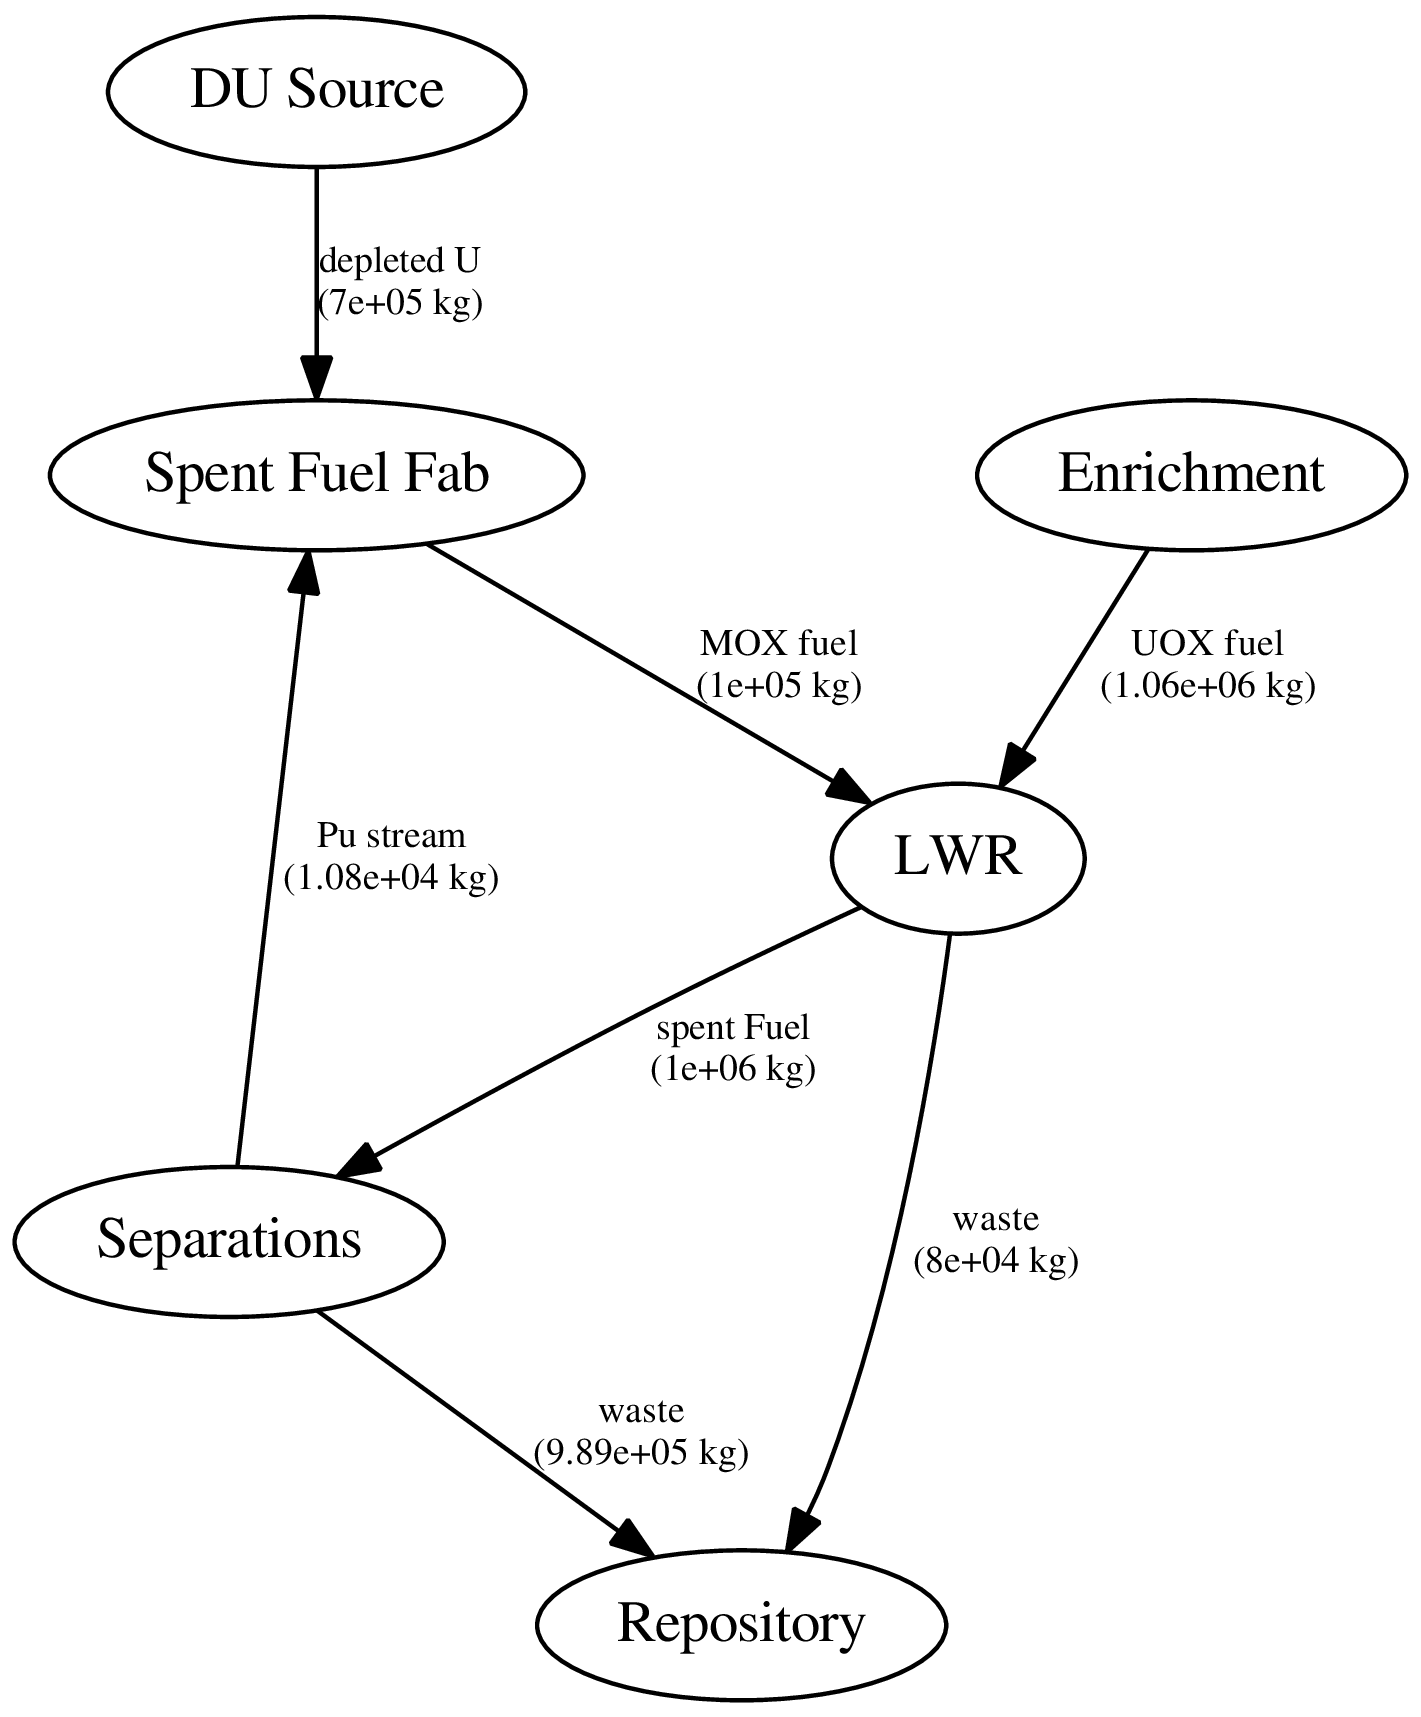 DU Source
depleted U
(7e+05 kg)
Spent Fuel Fab
Enrichment
MOX fuel
(1e+05 kg)
UOX fuel
(1.06e+06 kg)
Pu stream
(1.08e+04 kg)
LWR
spent Fuel
(1e+06 kg)
Separations
waste
(8e+04 kg)
waste
(9.89e+05 kg)
Repository